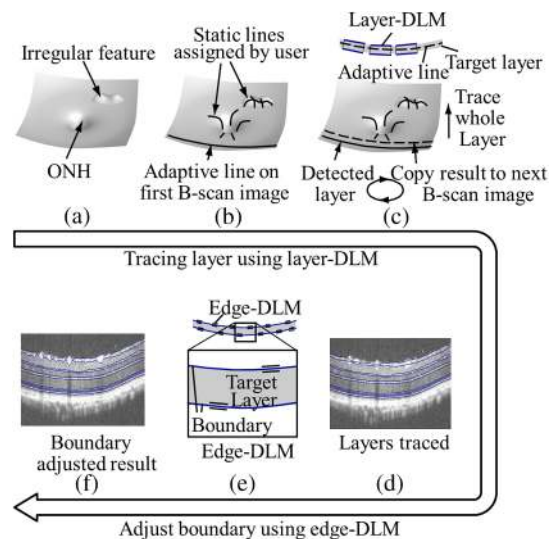 Irregular feature
ONH
(a)
Static lines
assigned by user
Adaptive line on
first B-scan image
(b)
Layer-DLM
Target layer
Adaptive line
Trace
whole
Layer
Detected
layer
Copy result to next
B-scan image
(c)
Tracing layer using layer-DLM
Boundary
adjusted result
(f)
Edge-DLM
Target
Layer
Boundary
Edge-DLM
(e)
Layers traced
(d)
Adjust boundary using edge-DLM